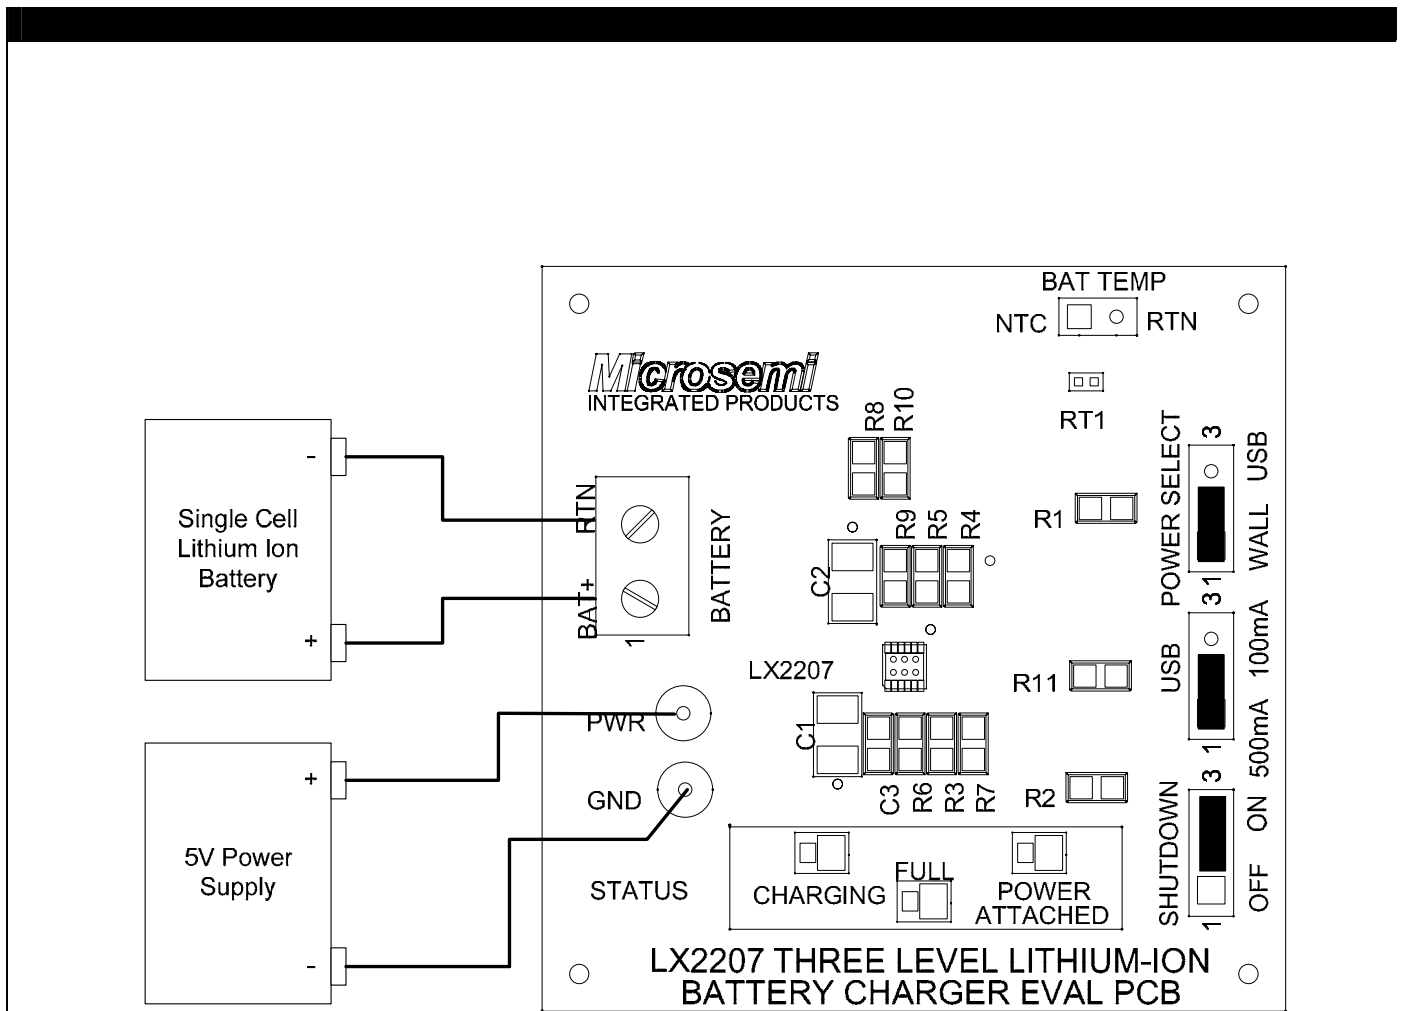 BAT TEMP
NTC
RTN
Microsemi
INTEGRATED PRODUCTS
RT1
R8
R10
POWER SELECT
3
1
USB
WALL
R1
-
Single Cell
Lithium Ion
Battery
+
RTN
BAT+
1
BATTERY
R9
R5
R4
C2
LX2207
R11
USB
3
1
100mA
500mA
PWR
GND
C1
C3
R6
R3
R7
R2
SHUTDOWN
3
1
ON
OFF
+
5V Power
Supply
-
STATUS
CHARGING
FULL
POWER
ATTACHED
LX2207 THREE LEVEL LITHIUM-ION
BATTERY CHARGER EVAL PCB